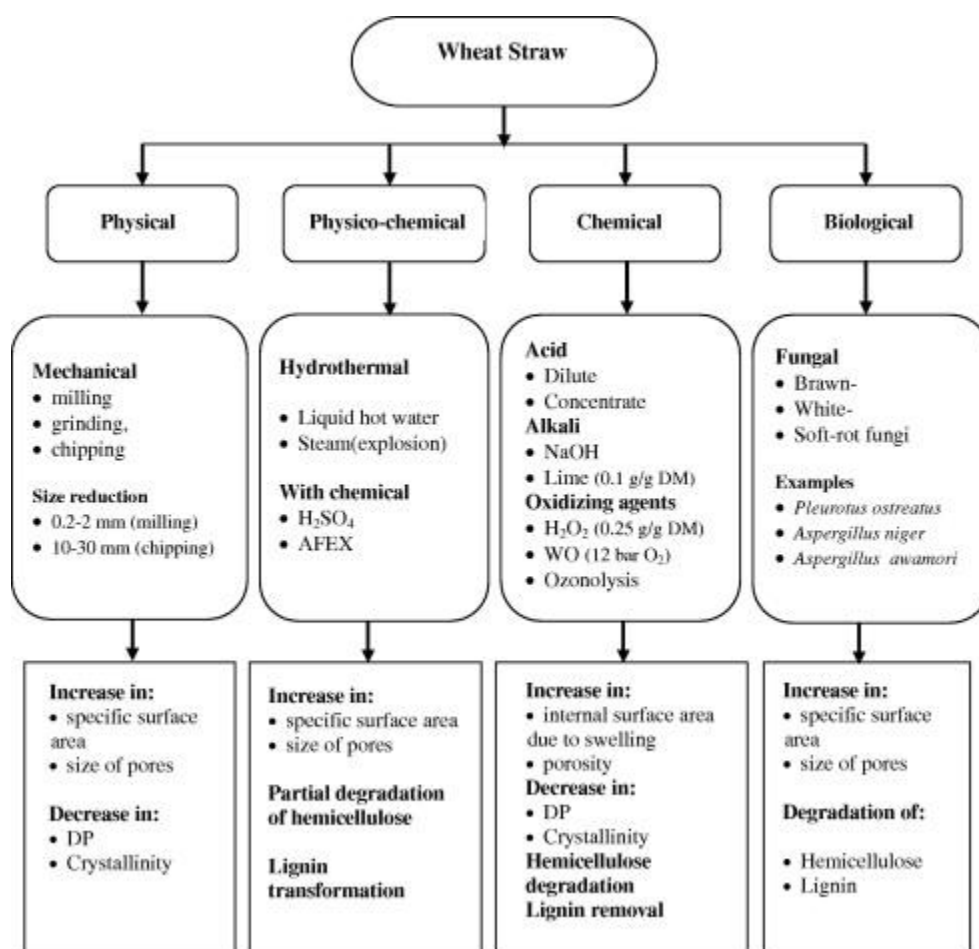 Wheat Straw
Physical
Physico-chemical
Chemical
Biological
Mechanical
• milling
• grinding,
• chipping
Size reduction
• 0.2-2 mm (milling)
• 10-30 mm (chipping)
Hydrothermal
• Liquid hot water
• Steam(explosion)
With chemical
• H₂SO₄
• AFEX
Acid
• Dilute
• Concentrate
Alkali
• NaOH
• Lime (0.1 g/g DM)
Oxidizing agents
• H₂O₂ (0.25 g/g DM)
• WO (12 bar O₂)
• Ozonolysis
Fungal
• Brawn-
• White-
• Soft-rot fungi
Examples
• Pleurotus ostreatus
• Aspergillus niger
• Aspergillus awamori
Increase in:
• specific surface
area
• size of pores
Decrease in:
• DP
• Crystallinity
Increase in:
• specific surface area
• size of pores
Partial degradation
of hemicellulose
Lignin
transformation
Increase in:
• internal surface area
due to swelling
• porosity
Decrease in:
• DP
• Crystallinity
Hemicellulose
degradation
Lignin removal
Increase in:
• specific surface
area
• size of pores
Degradation of:
• Hemicellulose
• Lignin